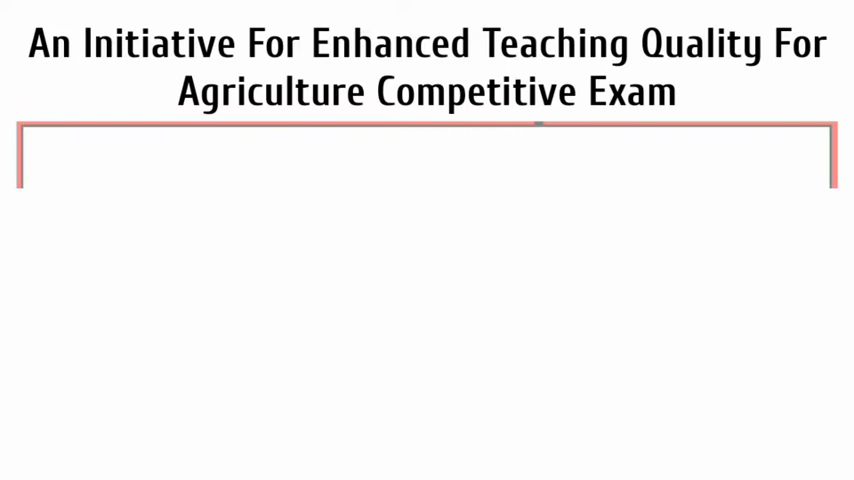 An Initiative For Enhanced Teaching Quality For
Agriculture Competitive Exam